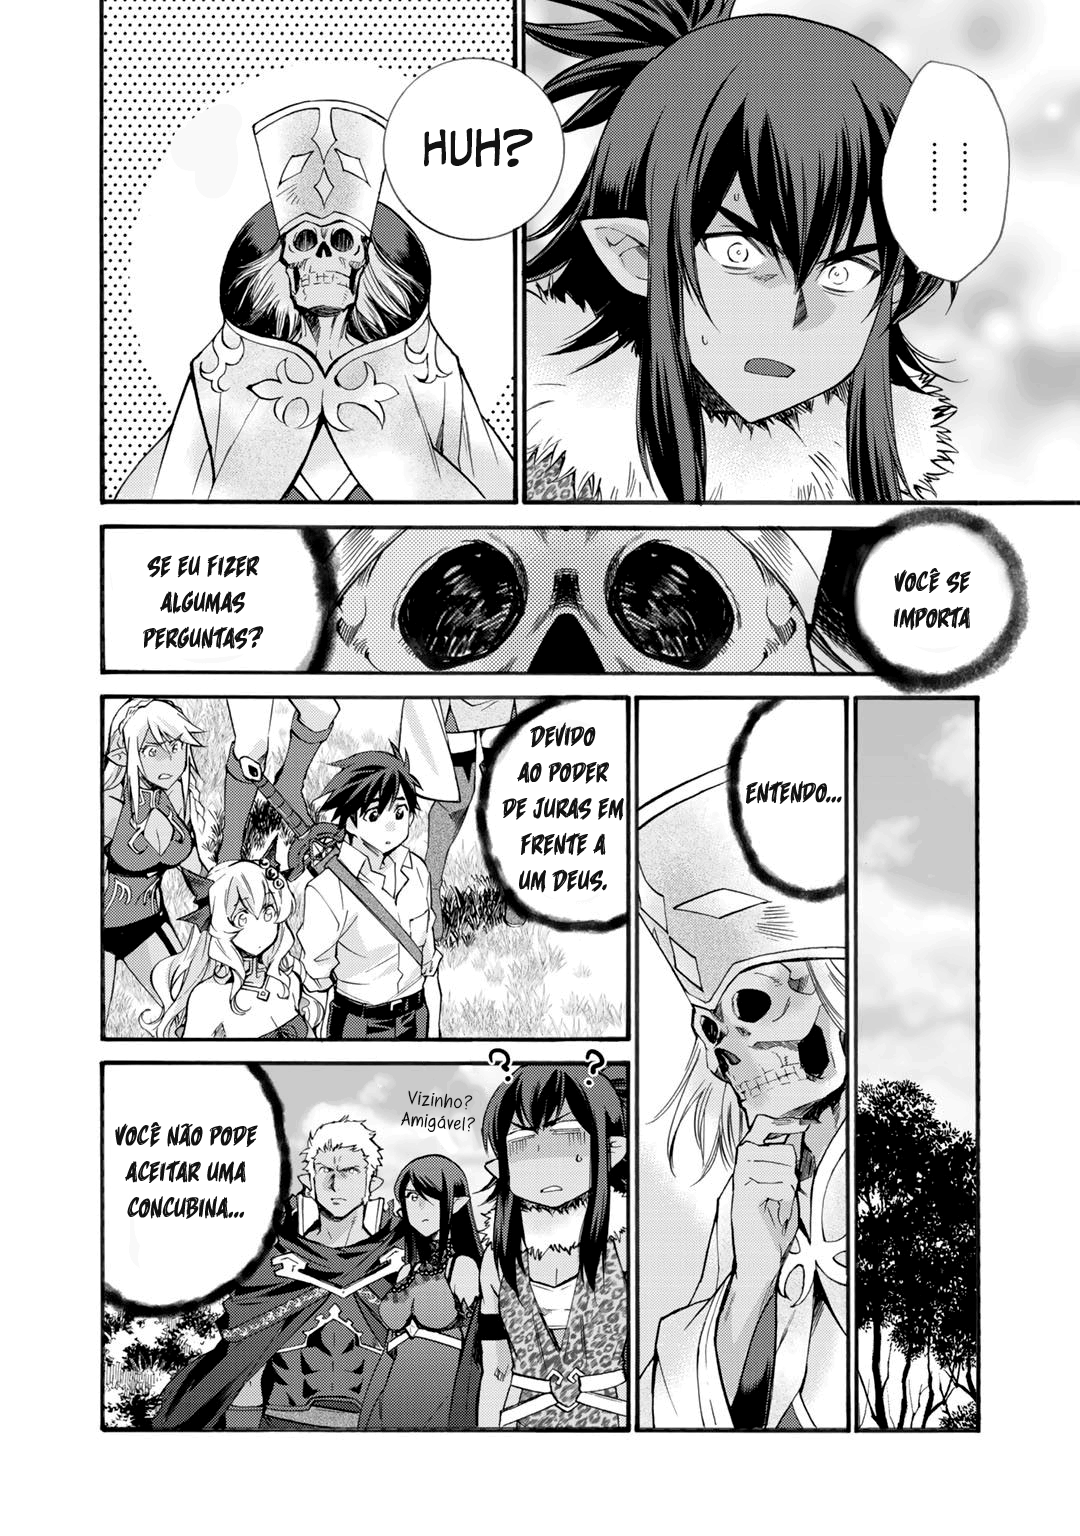 ………
………
HUH?
VOCÊ SE
IMPORTA
SE EU FIZER
ALGUMAS
PERGUNTAS?
ENTENDO...
DEVIDO
AO PODER
DE JURAS EM
FRENTE A
UM DEUS.
?
?
Vizinho?
Amigável?
VOCÊ NÃO PODE
ACEITAR UMA
CONCUBINA...